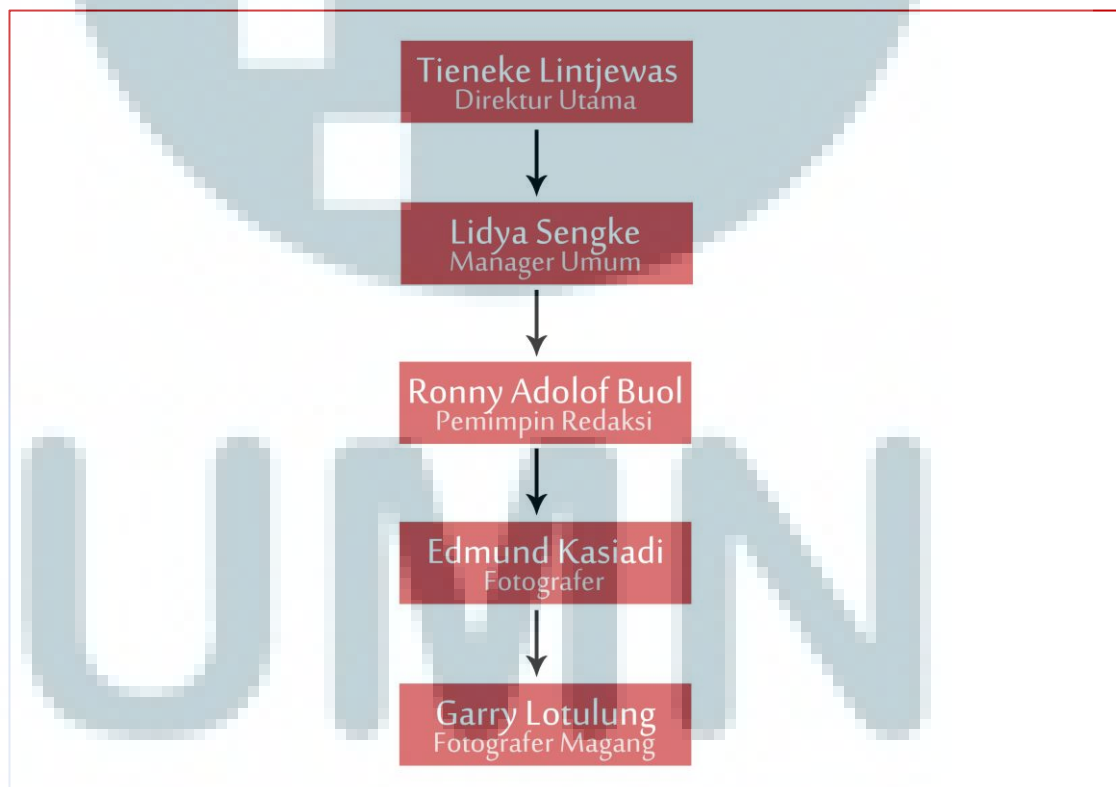 Tieneke Lintjewas
Direktur Utama
Lidya Sengke
Manager Umum
Ronny Adolof Buol
Pemimpin Redaksi
Edmund Kasiadi
Fotografer
Garry Lotulung
Fotografer Magang
UMN